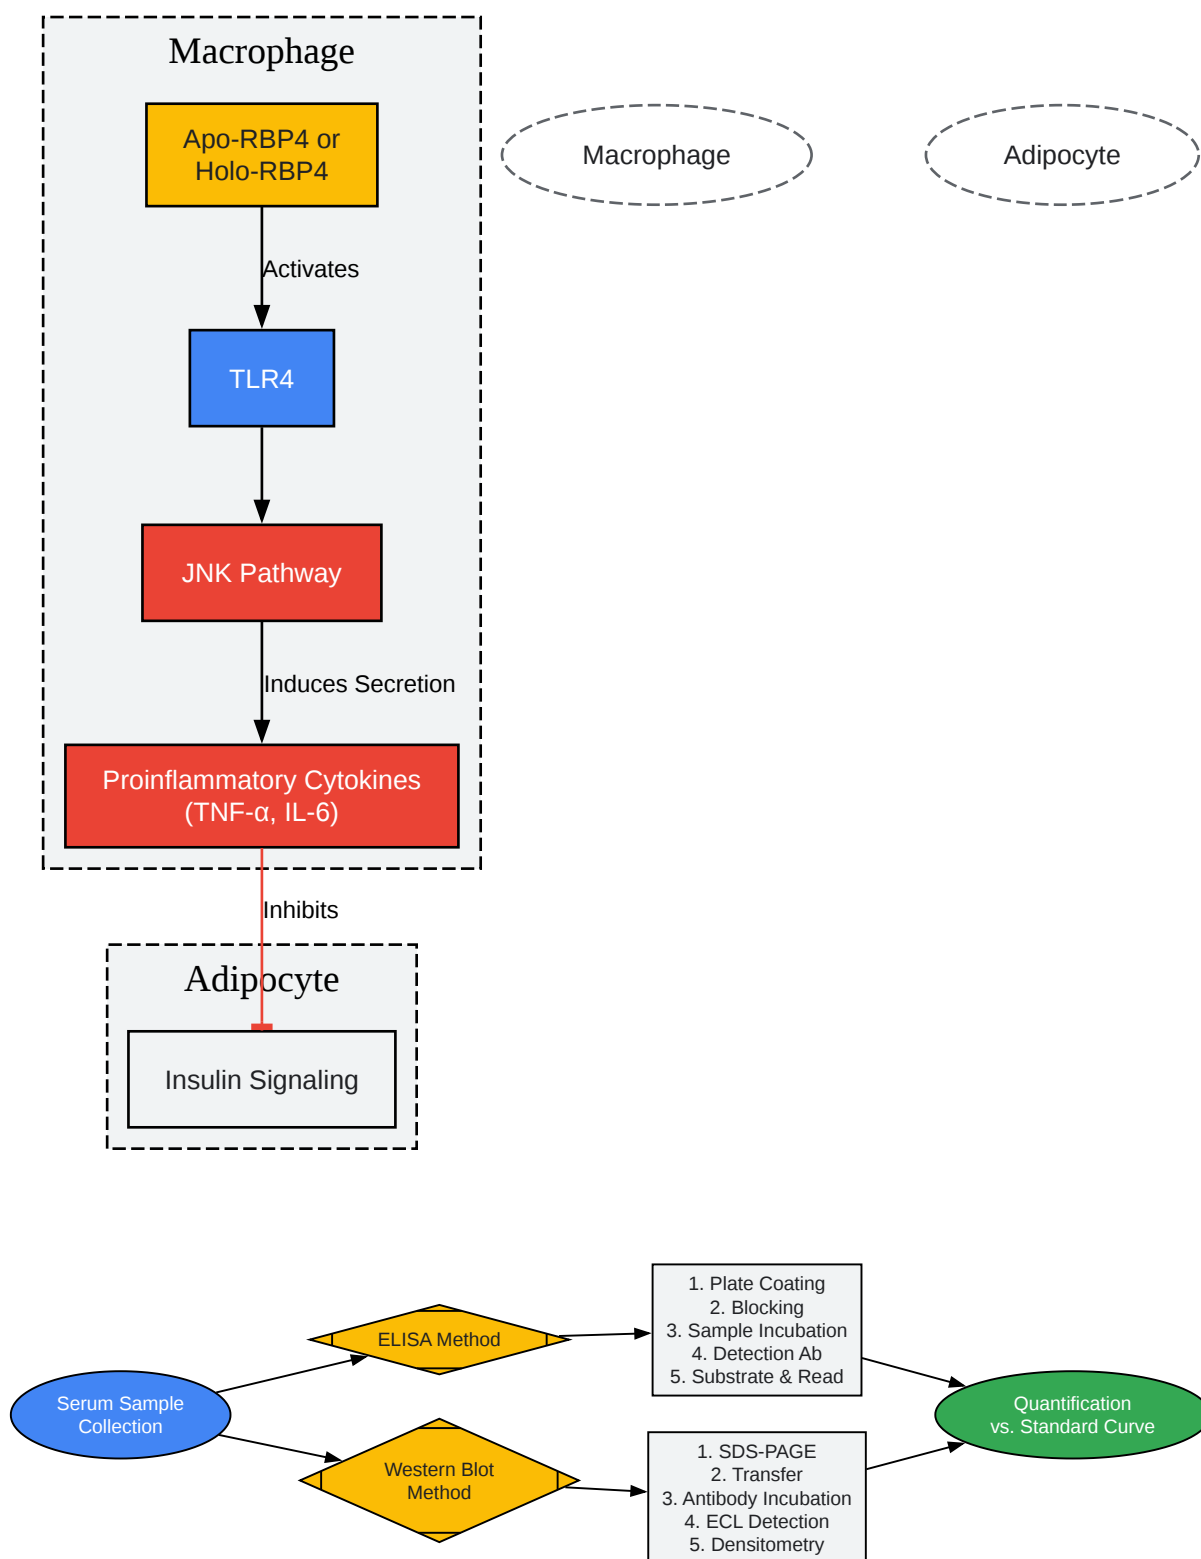 Macrophage
Apo-RBP4 or
Holo-RBP4
Macrophage
Adipocyte
Activates
TLR4
JNK Pathway
Induces Secretion
Proinflammatory Cytokines
(TNF-α, IL-6)
Inhibits
Adipocyte
Insulin Signaling
Serum Sample
Collection
ELISA Method
1. Plate Coating
2. Blocking
3. Sample Incubation
4. Detection Ab
5. Substrate & Read
Western Blot
Method
1. SDS-PAGE
2. Transfer
3. Antibody Incubation
4. ECL Detection
5. Densitometry
Quantification
vs. Standard Curve